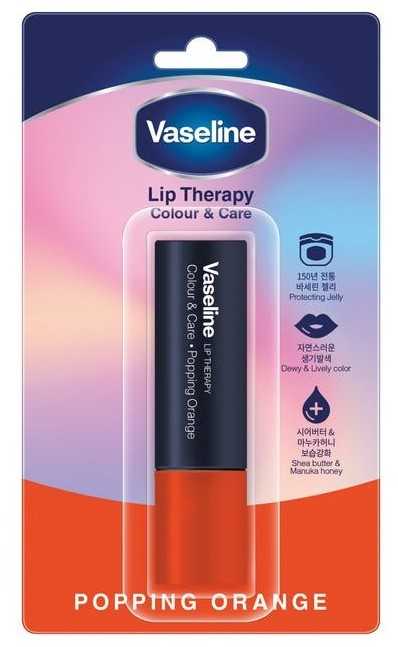 Vaseline
Lip Therapy
Colour & Care
Vaseline LIP THERAPY
Colour & Care • Popping Orange
150년 전통
바세린 젤리
Protecting Jelly
자연스러운
생기발색
Dewy & Lively color
시어버터 &
마누카허니
보습강화
Shea butter &
Manuka honey
POPPING ORANGE